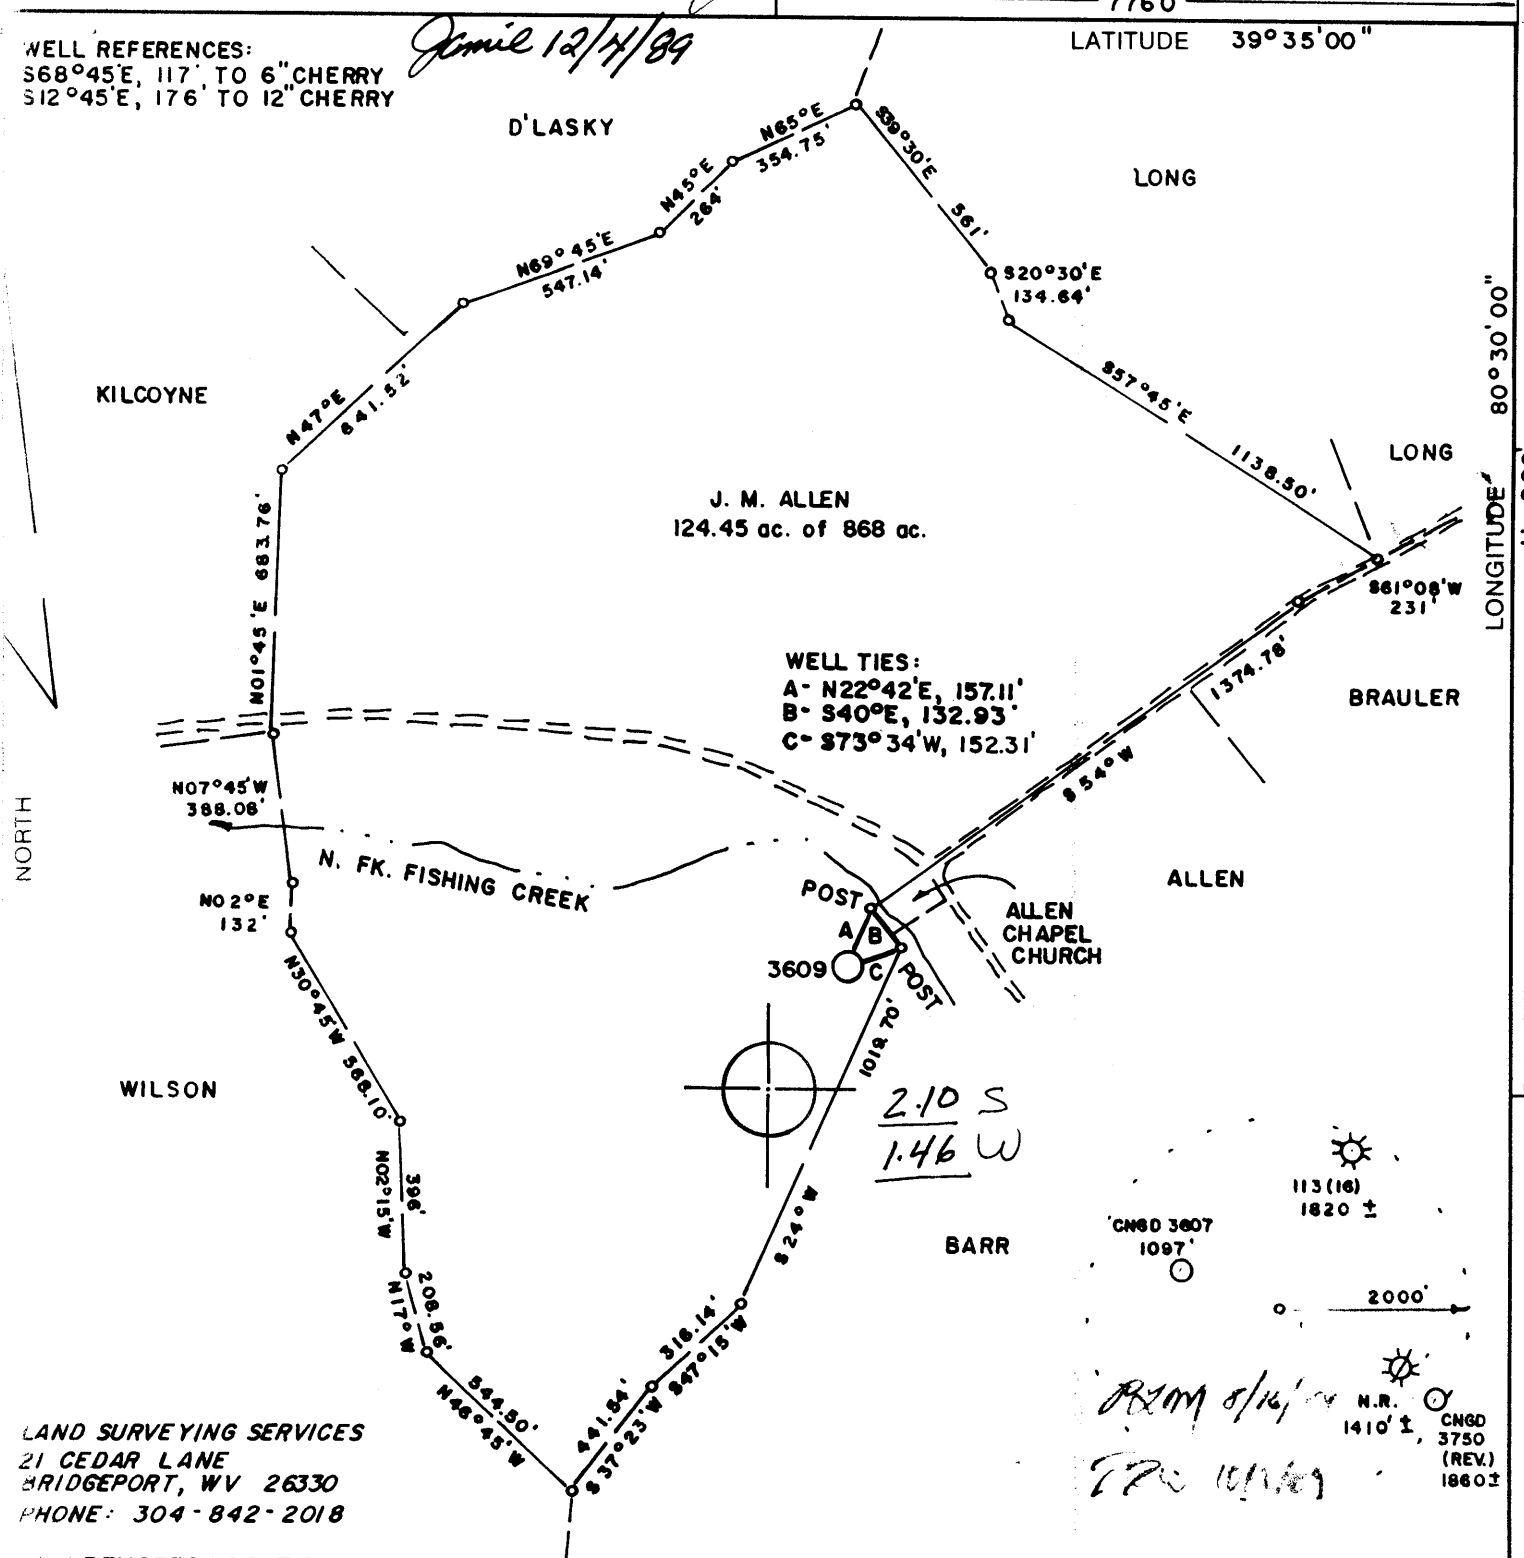 7760
WELL REFERENCES:
S68°45'E, 117' TO 6" CHERRY
S12°45'E, 176' TO 12" CHERRY
Jamie 12/4/89
LATITUDE 39°35'00"
D'LASKY
N65°E
354.75'
S39°30'E
561'
LONG
N45°E
264'
N69°45'E
547.14'
S20°30'E
134.64'
80°30'00"
LONGITUDE
KILCOYNE
N47°E
641.52'
S57°45'E
1138.50'
LONG
J. M. ALLEN
124.45 ac. of 868 ac.
N01°45'E 683.76'
S61°08'W
231'
WELL TIES:
A- N22°42'E, 157.11'
B- S40°E, 132.93'
C- S73°34'W, 152.31'
1374.78'
S54°W
BRAULER
N07°45'W
388.08'
NORTH
N. FK. FISHING CREEK
N02°E
132'
POST
ALLEN
ALLEN
CHAPEL
CHURCH
A
B
C
3609
POST
N30°45'W 568.10'
1019.70'
S24°W
WILSON
2.10 S
1.46 W
396'
N02°15'W
113(16)
1820 ±
CNGD 3607
1097'
BARR
2000'
208.56'
N17°W
316.14'
S47°15'W
544.50'
N46°45'W
441.54'
S37°23'W
N.R.
1410' ±
CNGD
3750
(REV.)
1860±
LAND SURVEYING SERVICES
21 CEDAR LANE
BRIDGEPORT, WV 26330
PHONE: 304-842-2018